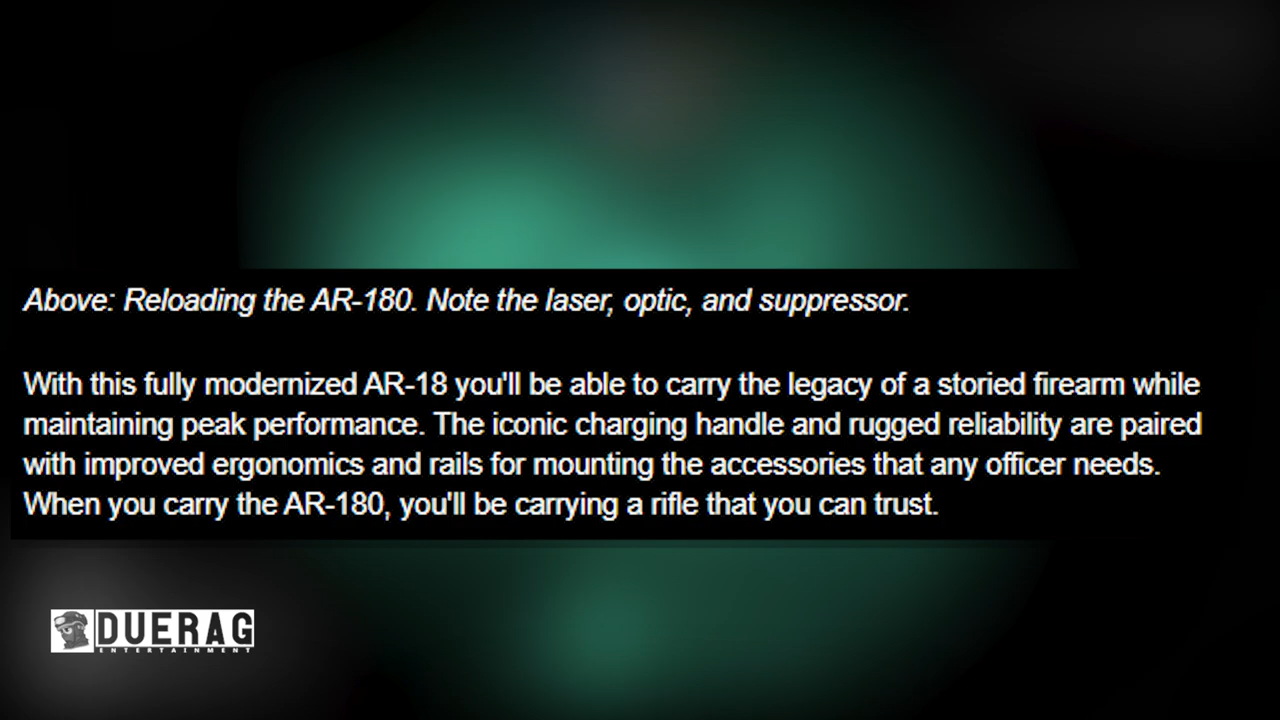 Above: Reloading the AR-180. Note the laser, optic, and suppressor.
With this fully modernized AR-18 you'll be able to carry the legacy of a storied firearm while
maintaining peak performance. The iconic charging handle and rugged reliability are paired
with improved ergonomics and rails for mounting the accessories that any officer needs.
When you carry the AR-180, you'll be carrying a rifle that you can trust.
DUERAG
ENTERTAINMENT